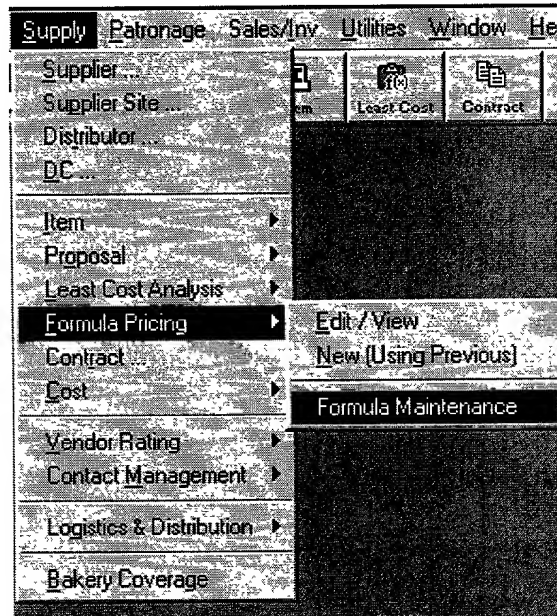 Supply Patronage Sales/Inv Utilities Window He
Supplier ...
Supplier Site ...
Distributor ...
DC ...
em Least Cost Contract
f(x)
Item
Proposal
Least Cost Analysis
Formula Pricing
Contract ...
Cost
Vendor Rating
Contact Management
Logistics & Distribution
Bakery Coverage
Edit / View
New (Using Previous)
Formula Maintenance